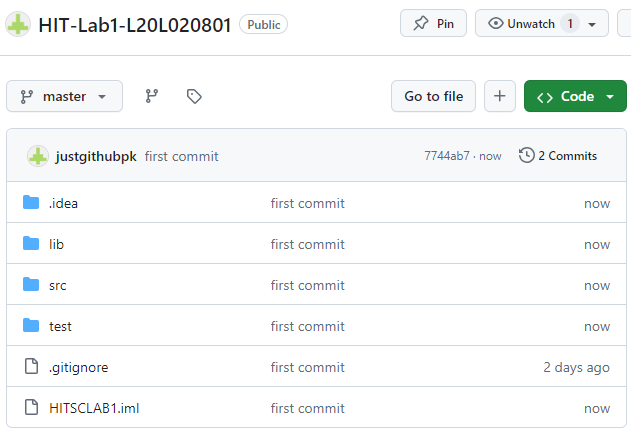 HIT-Lab1-L20L020801 Public Pin Unwatch 1
master Go to file Code
justgithubpk first commit 7744ab7 · now 2 Commits
.idea first commit now
lib first commit now
src first commit now
test first commit now
.gitignore first commit 2 days ago
HITSCLAB1.iml first commit now